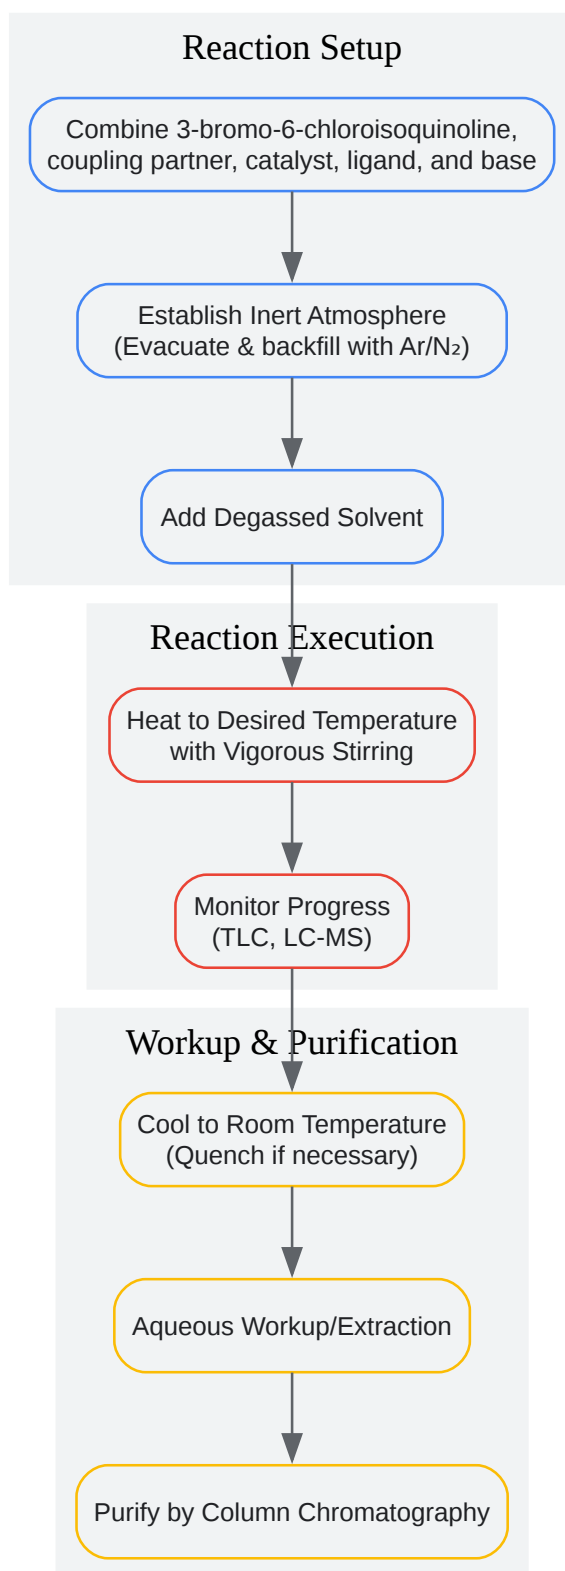 Reaction Setup
Combine 3-bromo-6-chloroisoquinoline,
coupling partner, catalyst, ligand, and base
Establish Inert Atmosphere
(Evacuate & backfill with Ar/N₂)
Add Degassed Solvent
Reaction Execution
Heat to Desired Temperature
with Vigorous Stirring
Monitor Progress
(TLC, LC-MS)
Workup & Purification
Cool to Room Temperature
(Quench if necessary)
Aqueous Workup/Extraction
Purify by Column Chromatography